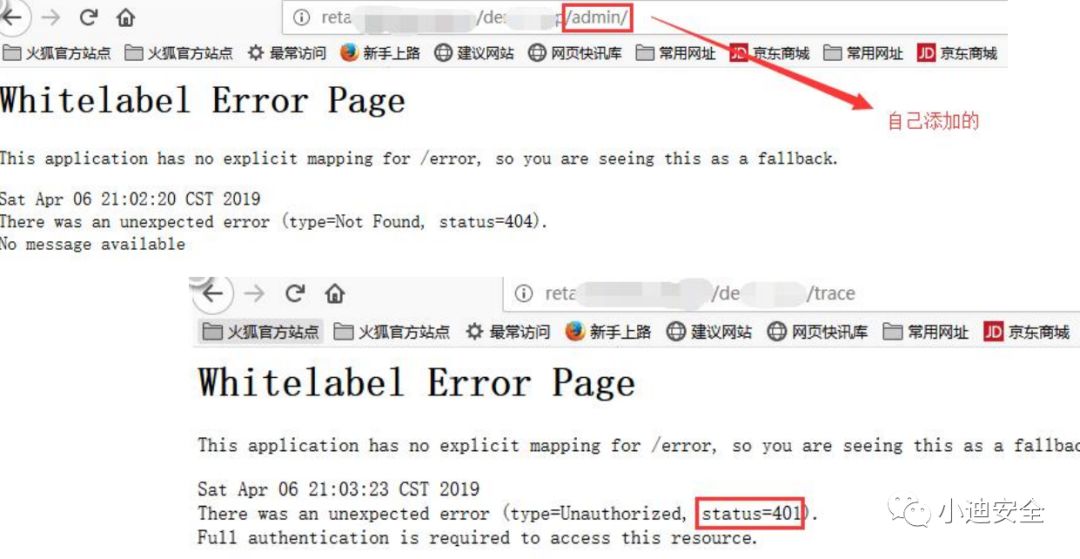 reta /de p/admin/
火狐官方站点 火狐官方站点 最常访问 新手上路 建议网站 网页快讯库 常用网址 JD 京东商城 常用网址 JD 京东商城
Whitelabel Error Page
自己添加的
This application has no explicit mapping for /error, so you are seeing this as a fallback.
Sat Apr 06 21:02:20 CST 2019
There was an unexpected error (type=Not Found, status=404).
No message available
reta /de /trace
火狐官方站点 火狐官方站点 最常访问 新手上路 建议网站 网页快讯库 常用网址 JD 京东商城
Whitelabel Error Page
This application has no explicit mapping for /error, so you are seeing this as a fallbac
Sat Apr 06 21:03:23 CST 2019
There was an unexpected error (type=Unauthorized, status=401).
Full authentication is required to access this resource.
小迪安全